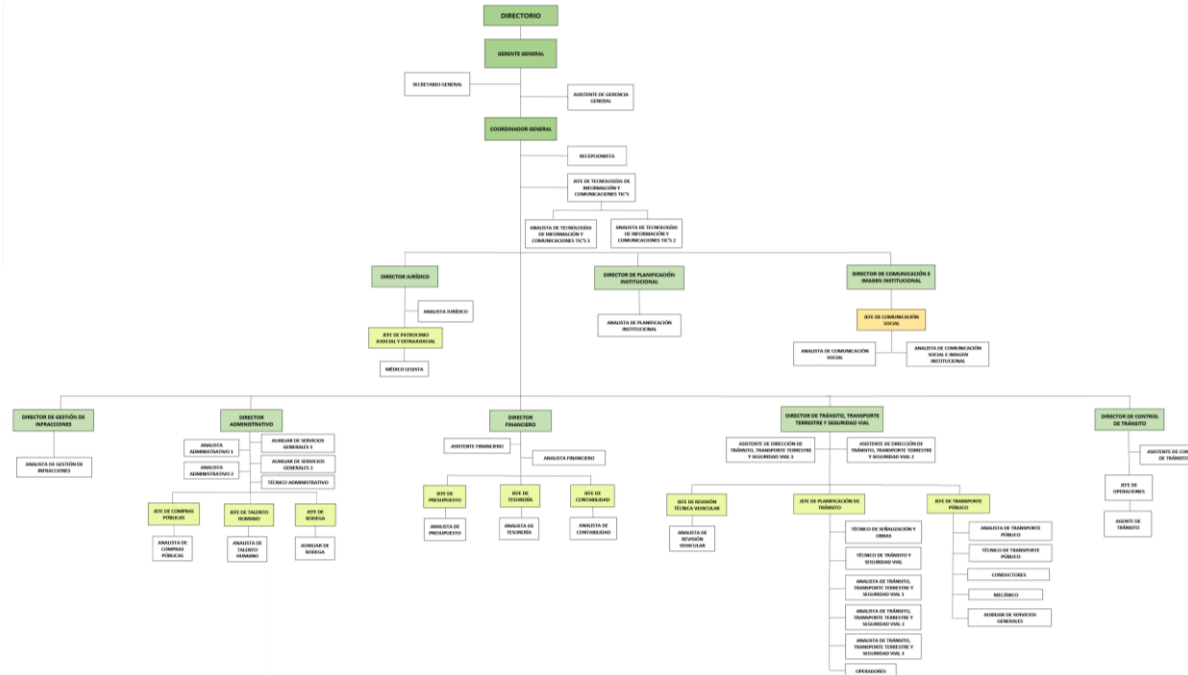 DIRECTORIO
GERENTE GENERAL
SECRETARIO GENERAL
ASISTENTE DE GERENCIA
GENERAL
COORDINADOR GENERAL
RECEPCIONISTA
JEFE DE TECNOLOGÍAS DE
INFORMACIÓN Y
COMUNICACIONES TIC'S
ANALISTA DE TECNOLOGÍAS
DE INFORMACIÓN Y
COMUNICACIONES TIC'S 1
ANALISTA DE TECNOLOGÍAS
DE INFORMACIÓN Y
COMUNICACIONES TIC'S 2
DIRECTOR JURÍDICO
ANALISTA JURÍDICO
JEFE DE PATROCINIO
JUDICIAL Y EXTRAJUDICIAL
MÉDICO LEGISTA
DIRECTOR DE PLANIFICACIÓN
INSTITUCIONAL
ANALISTA DE PLANIFICACIÓN
INSTITUCIONAL
DIRECTOR DE COMUNICACIÓN E
IMAGEN INSTITUCIONAL
JEFE DE COMUNICACIÓN
SOCIAL
ANALISTA DE COMUNICACIÓN
SOCIAL
ANALISTA DE COMUNICACIÓN
SOCIAL E IMAGEN
INSTITUCIONAL
DIRECTOR DE GESTIÓN DE
INFRACCIONES
ANALISTA DE GESTIÓN DE
INFRACCIONES
DIRECTOR
ADMINISTRATIVO
ANALISTA
ADMINISTRATIVO 1
AUXILIAR DE SERVICIOS
GENERALES 1
ANALISTA
ADMINISTRATIVO 2
AUXILIAR DE SERVICIOS
GENERALES 2
TÉCNICO ADMINISTRATIVO
JEFE DE COMPRAS
PÚBLICAS
ANALISTA DE
COMPRAS
PÚBLICAS
JEFE DE TALENTO
HUMANO
ANALISTA DE
TALENTO
HUMANO
JEFE DE
BODEGA
AUXILIAR DE
BODEGA
DIRECTOR
FINANCIERO
ASISTENTE FINANCIERO
ANALISTA FINANCIERO
JEFE DE
PRESUPUESTO
ANALISTA DE
PRESUPUESTO
JEFE DE
TESORERÍA
ANALISTA DE
TESORERÍA
JEFE DE
CONTABILIDAD
ANALISTA DE
CONTABILIDAD
DIRECTOR DE TRÁNSITO, TRANSPORTE
TERRESTRE Y SEGURIDAD VIAL
ASISTENTE DE DIRECCIÓN DE
TRÁNSITO, TRANSPORTE TERRESTRE
Y SEGURIDAD VIAL 1
ASISTENTE DE DIRECCIÓN DE
TRÁNSITO, TRANSPORTE TERRESTRE
Y SEGURIDAD VIAL 2
JEFE DE REVISIÓN
TÉCNICA VEHICULAR
ANALISTA DE
REVISIÓN
VEHICULAR
JEFE DE PLANIFICACIÓN DE
TRÁNSITO
TÉCNICO DE SEÑALIZACIÓN Y
OBRAS
TÉCNICO DE TRÁNSITO Y
SEGURIDAD VIAL
ANALISTA DE TRÁNSITO,
TRANSPORTE TERRESTRE Y
SEGURIDAD VIAL 1
ANALISTA DE TRÁNSITO,
TRANSPORTE TERRESTRE Y
SEGURIDAD VIAL 2
ANALISTA DE TRÁNSITO,
TRANSPORTE TERRESTRE Y
SEGURIDAD VIAL 3
OPERADORES
JEFE DE TRANSPORTE
PÚBLICO
ANALISTA DE TRANSPORTE
PÚBLICO
TÉCNICO DE TRANSPORTE
PÚBLICO
CONDUCTORES
MECÁNICO
AUXILIAR DE SERVICIOS
GENERALES
DIRECTOR DE CONTROL
DE TRÁNSITO
ASISTENTE DE CON
DE TRÁNSITO
JEFE DE
OPERACIONES
AGENTE DE
TRÁNSITO